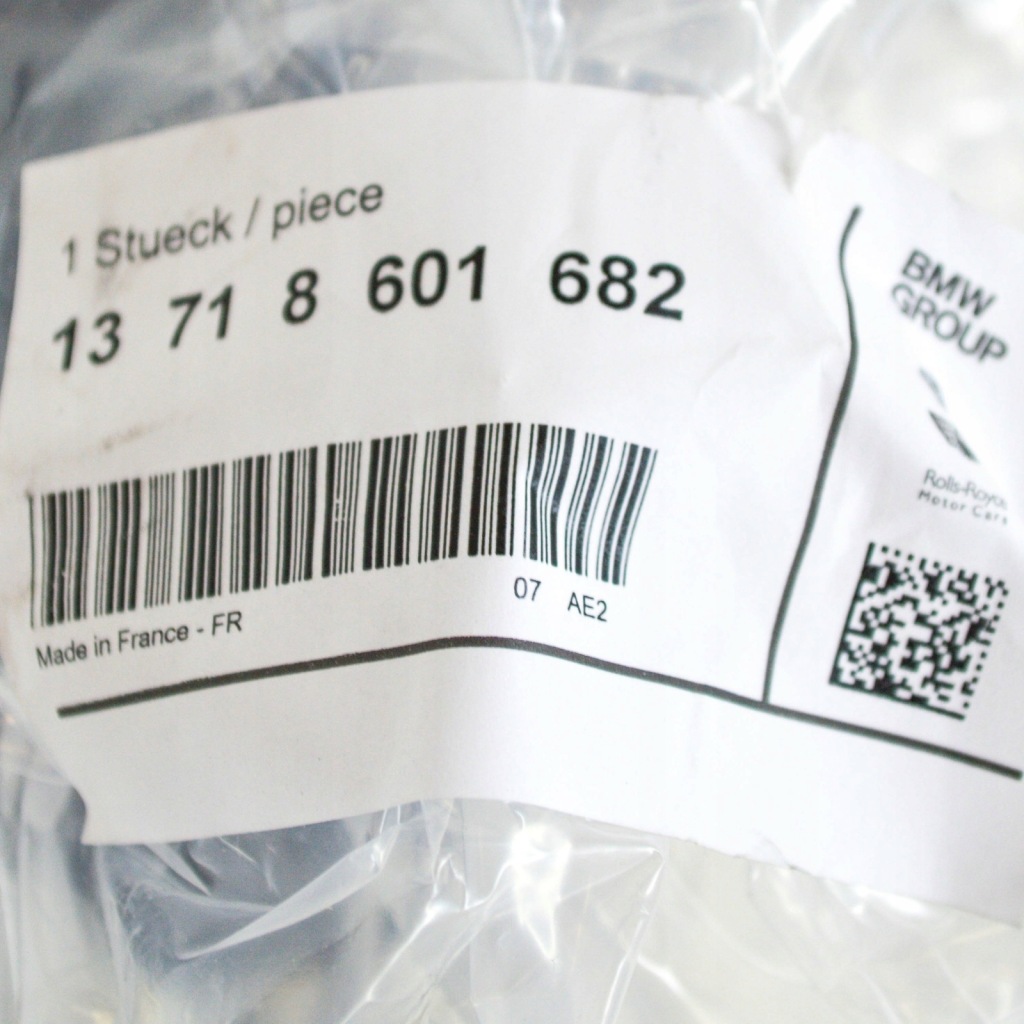 1 Stueck / piece
13 71 8 601 682
07 AE2
Made in France - FR
BMW
GROUP
Rolls-Royce
Motor Cars